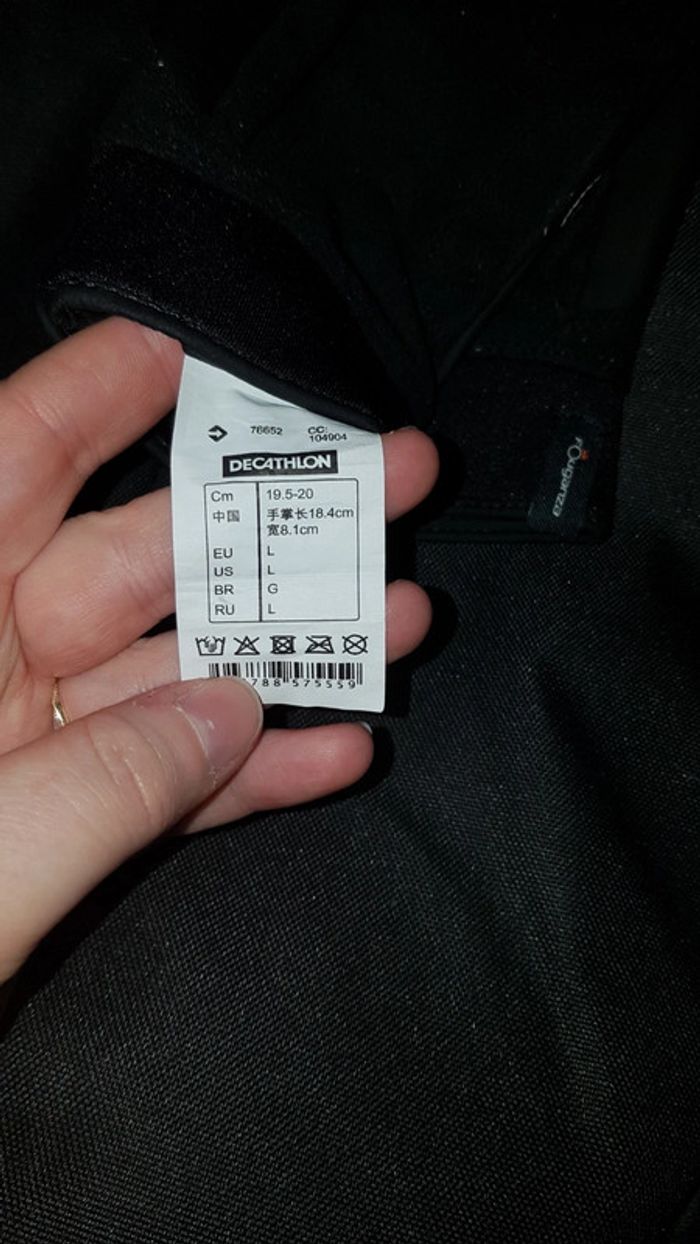 76652 CC:
104904
DECATHLON
Cm 19.5-20
中国 手掌长18.4cm
宽8.1cm
EU L
US L
BR G
RU L
788 575559
fOuganza